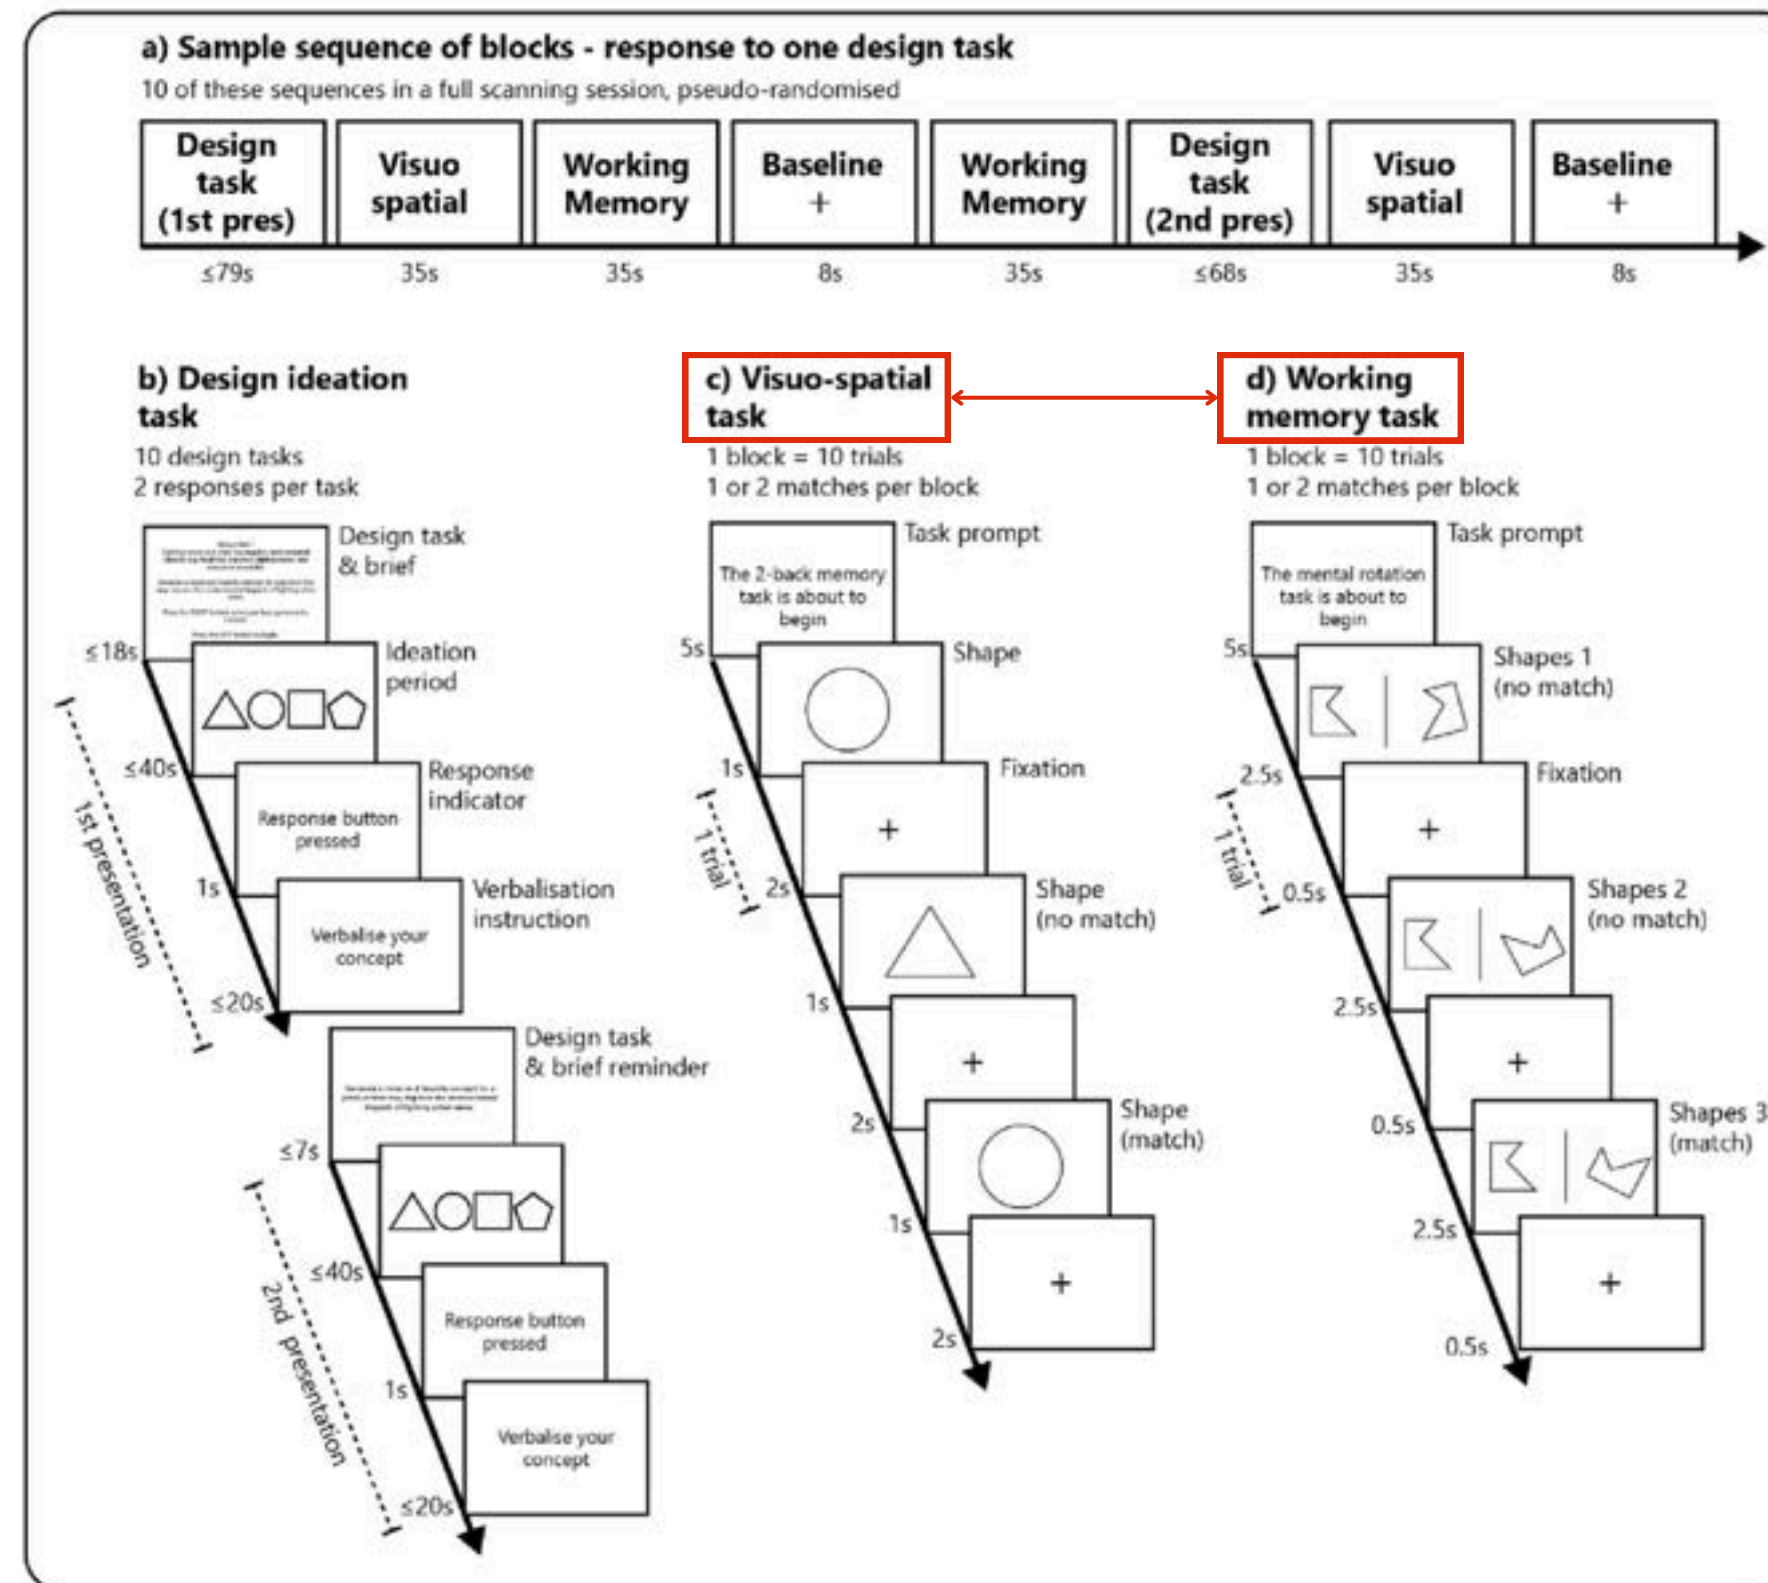 a) Sample sequence of blocks - response to one design task
10 of these sequences in a full scanning session, pseudo-randomised
Design
task
(1st pres)
Visuo
spatial
Working
Memory
Baseline
+
Working
Memory
Design
task
(2nd pres)
Visuo
spatial
Baseline
+
≤79s
35s
35s
8s
35s
≤68s
35s
8s
b) Design ideation
task
10 design tasks
2 responses per task
Design task
& brief
≤18s
Ideation
period
≤40s
Response button
pressed
Response
indicator
1s
Verbalise your
concept
Verbalisation
instruction
≤20s
1st presentation
Design task
& brief reminder
≤7s
≤40s
Response button
pressed
1s
Verbalise your
concept
≤20s
2nd presentation
c) Visuo-spatial
task
1 block = 10 trials
1 or 2 matches per block
Task prompt
The 2-back memory
task is about to
begin
5s
Shape
1s
Fixation
+
2s
1 trial
Shape
(no match)
1s
+
2s
Shape
(match)
1s
+
2s
d) Working
memory task
1 block = 10 trials
1 or 2 matches per block
Task prompt
The mental rotation
task is about to
begin
5s
Shapes 1
(no match)
2.5s
Fixation
+
0.5s
1 trial
Shapes 2
(no match)
2.5s
+
0.5s
Shapes 3
(match)
2.5s
+
0.5s